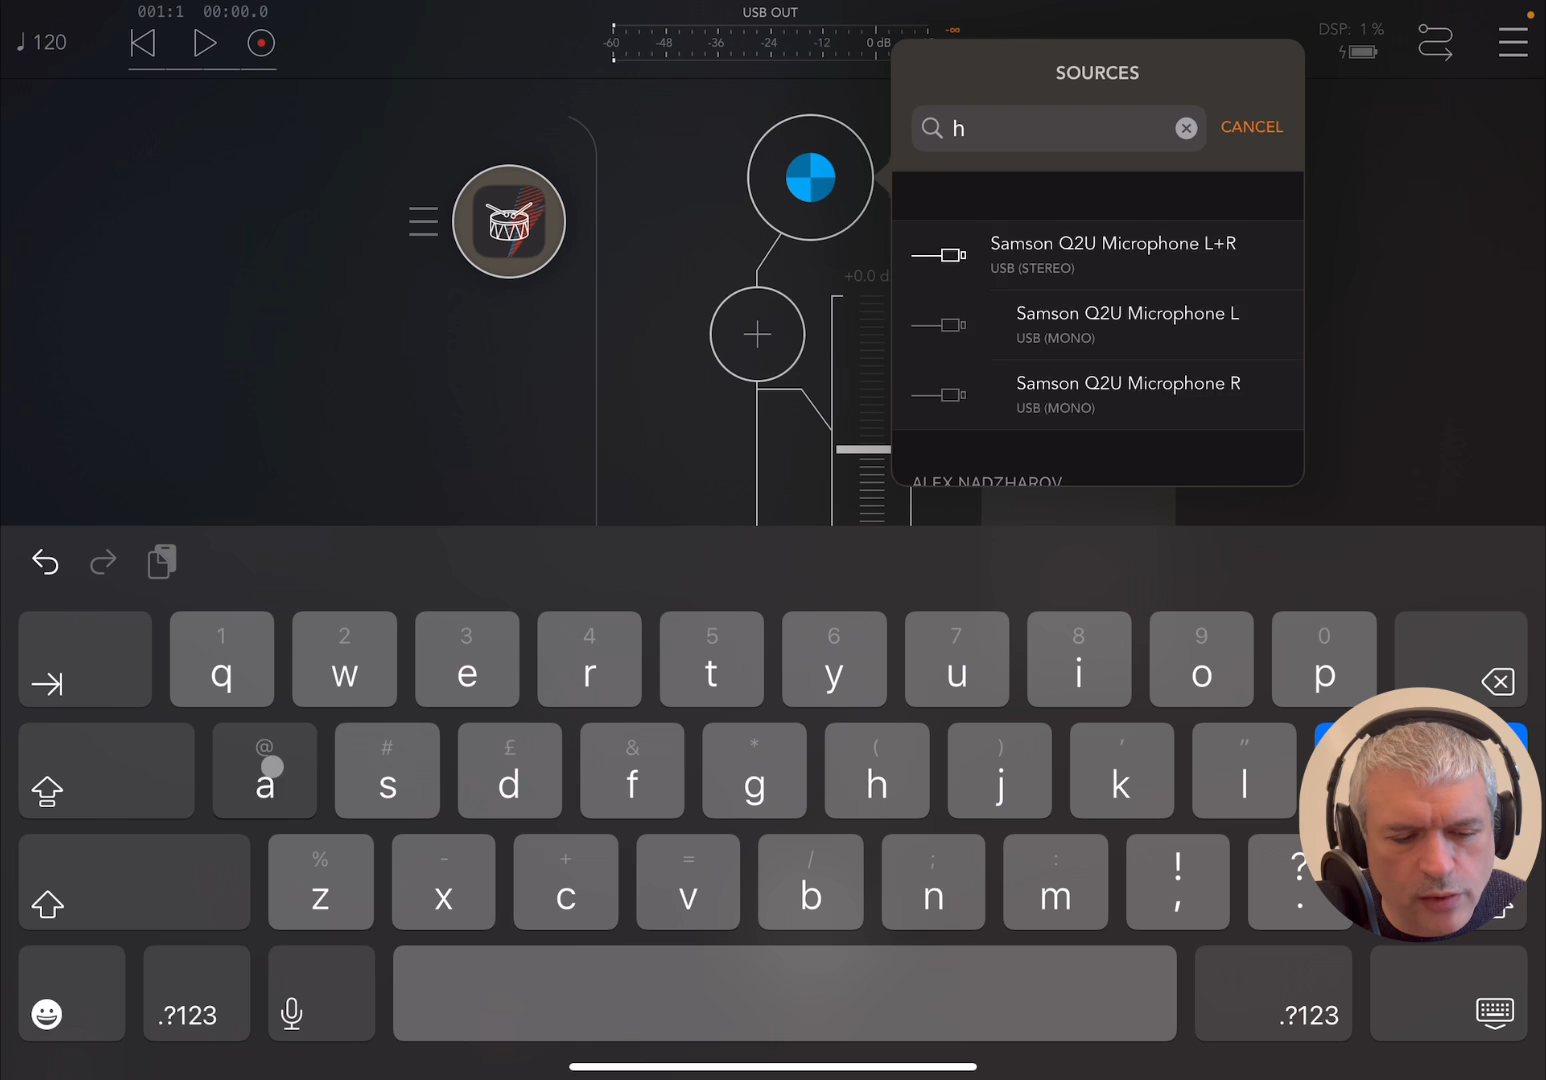 001:1 00:00.0
♩ 120
USB OUT
-60 -48 -36 -24 -12 0 dB
-∞
DSP: 1 %
SOURCES
h
CANCEL
+0.0 d
Samson Q2U Microphone L+R
USB (STEREO)
Samson Q2U Microphone L
USB (MONO)
Samson Q2U Microphone R
USB (MONO)
ALEX NADZHAROV
1 2 3 4 5 6 7 8 9 0
q w e r t y u i o p
@ # £ & * ( ) ' "
a s d f g h j k l
% - + = / ; : ! ?
z x c v b n m , .
.?123 .?123